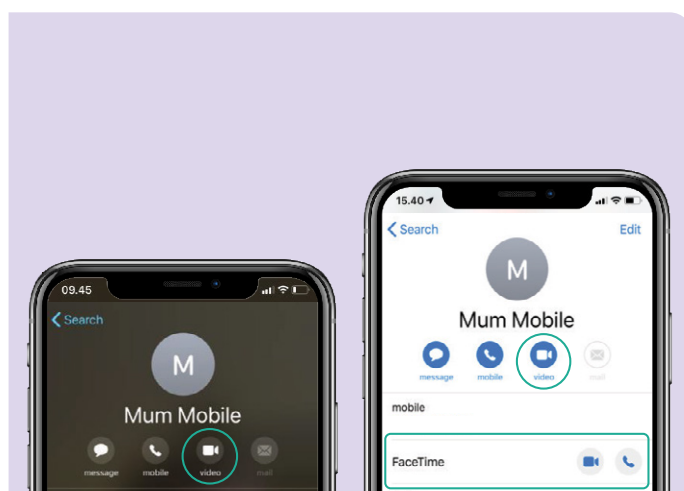 09.45
Search
M
Mum Mobile
message mobile video mail
15.40
Search Edit
M
Mum Mobile
message mobile video mail
mobile
FaceTime